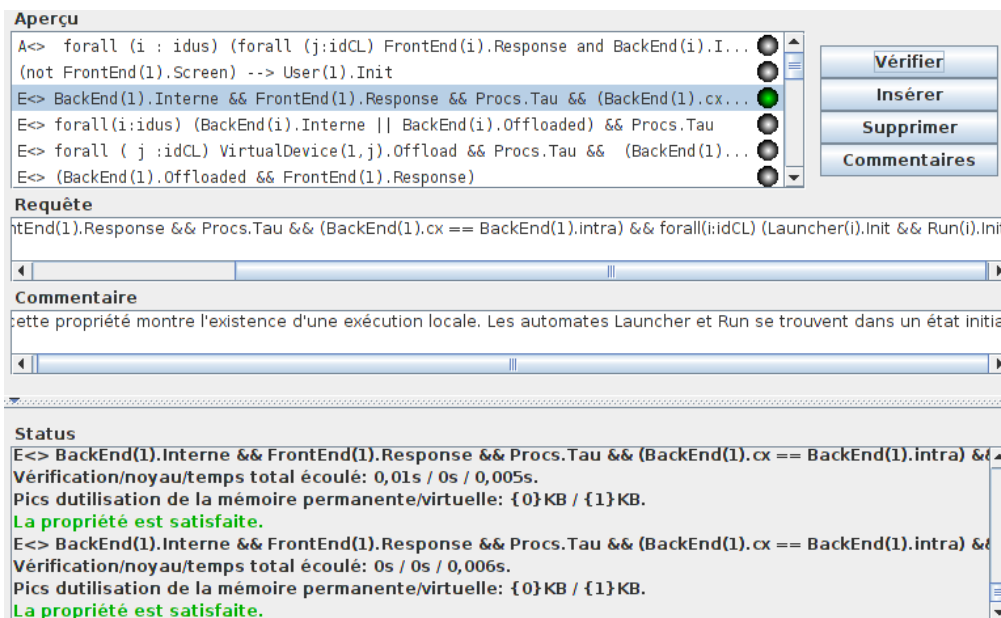 Aperçu
A<> forall (i : idus) (forall (j:idCL) FrontEnd(i).Response and BackEnd(i).I...
(not FrontEnd(1).Screen) --> User(1).Init
E<> BackEnd(1).Interne && FrontEnd(1).Response && Procs.Tau && (BackEnd(1).cx...
E<> forall(i:idus) (BackEnd(i).Interne || BackEnd(i).Offloaded) && Procs.Tau
E<> forall ( j :idCL) VirtualDevice(1,j).Offload && Procs.Tau && (BackEnd(1)...
E<> (BackEnd(1).Offloaded && FrontEnd(1).Response)
Vérifier
Insérer
Supprimer
Commentaires
Requête
ntEnd(1).Response && Procs.Tau && (BackEnd(1).cx == BackEnd(1).intra) && forall(i:idCL) (Launcher(i).Init && Run(i).Init
Commentaire
cette propriété montre l'existence d'une exécution locale. Les automates Launcher et Run se trouvent dans un état initia
Status
E<> BackEnd(1).Interne && FrontEnd(1).Response && Procs.Tau && (BackEnd(1).cx == BackEnd(1).intra) &&
Vérification/noyau/temps total écoulé: 0,01s / 0s / 0,005s.
Pics dutilisation de la mémoire permanente/virtuelle: {0}KB / {1}KB.
La propriété est satisfaite.
E<> BackEnd(1).Interne && FrontEnd(1).Response && Procs.Tau && (BackEnd(1).cx == BackEnd(1).intra) &&
Vérification/noyau/temps total écoulé: 0s / 0s / 0,006s.
Pics dutilisation de la mémoire permanente/virtuelle: {0}KB / {1}KB.
La propriété est satisfaite.